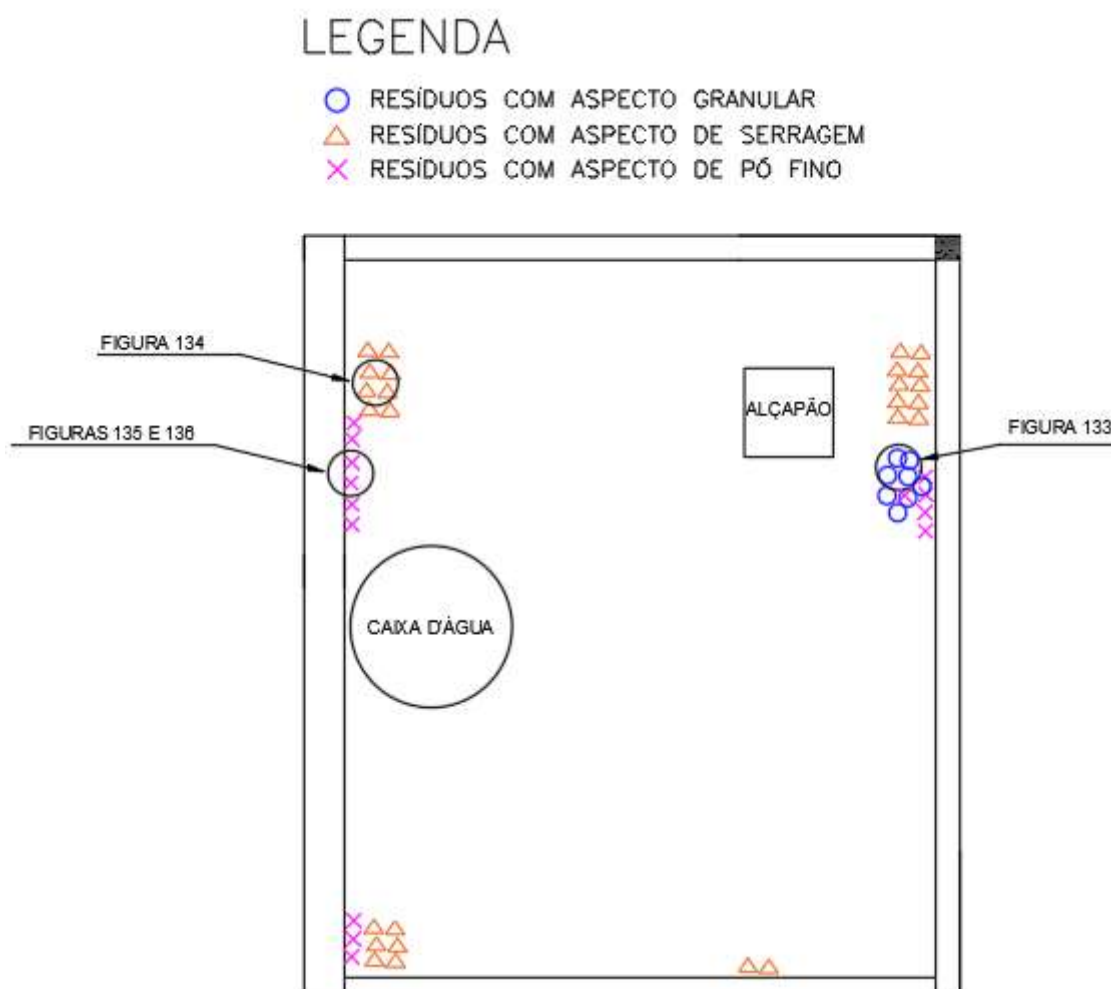 LEGENDA
RESÍDUOS COM ASPECTO GRANULAR
RESÍDUOS COM ASPECTO DE SERRAGEM
RESÍDUOS COM ASPECTO DE PÓ FINO
FIGURA 134
ALÇAPÃO
FIGURAS 135 E 136
FIGURA 133
CAIXA D'ÁGUA